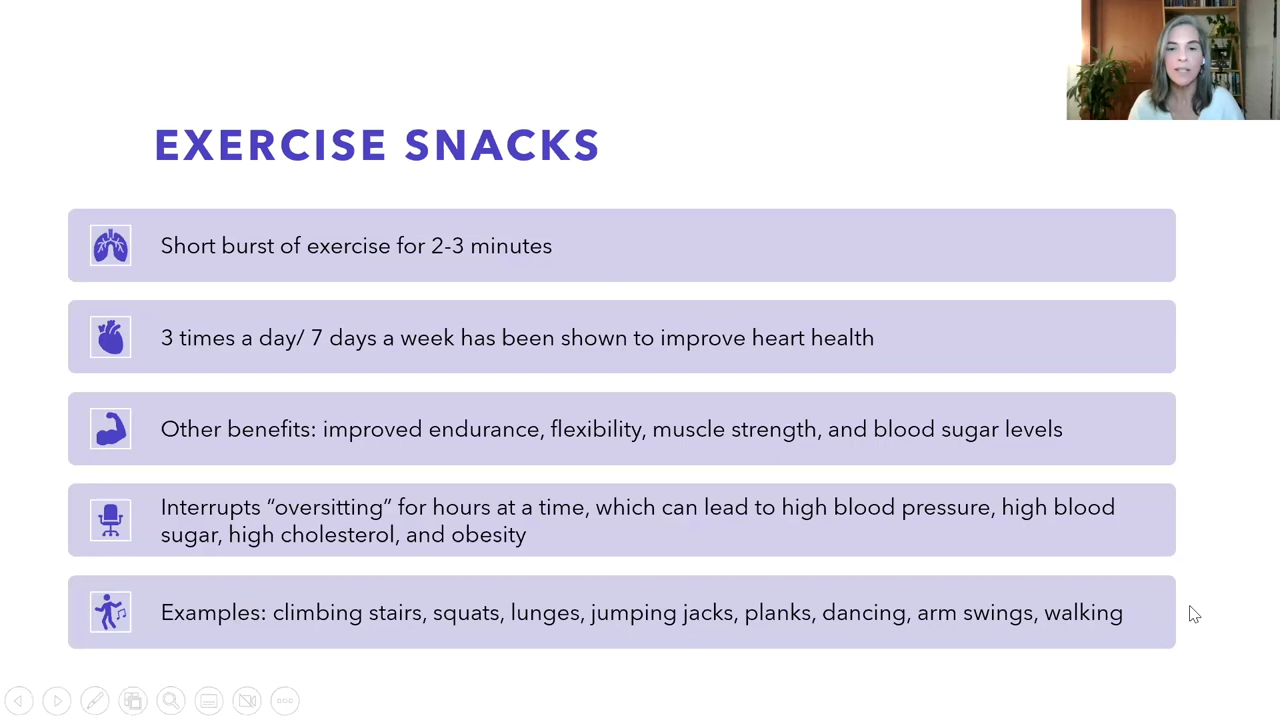 EXERCISE SNACKS
Short burst of exercise for 2-3 minutes
3 times a day/ 7 days a week has been shown to improve heart health
Other benefits: improved endurance, flexibility, muscle strength, and blood sugar levels
Interrupts “oversitting” for hours at a time, which can lead to high blood pressure, high blood
sugar, high cholesterol, and obesity
Examples: climbing stairs, squats, lunges, jumping jacks, planks, dancing, arm swings, walking